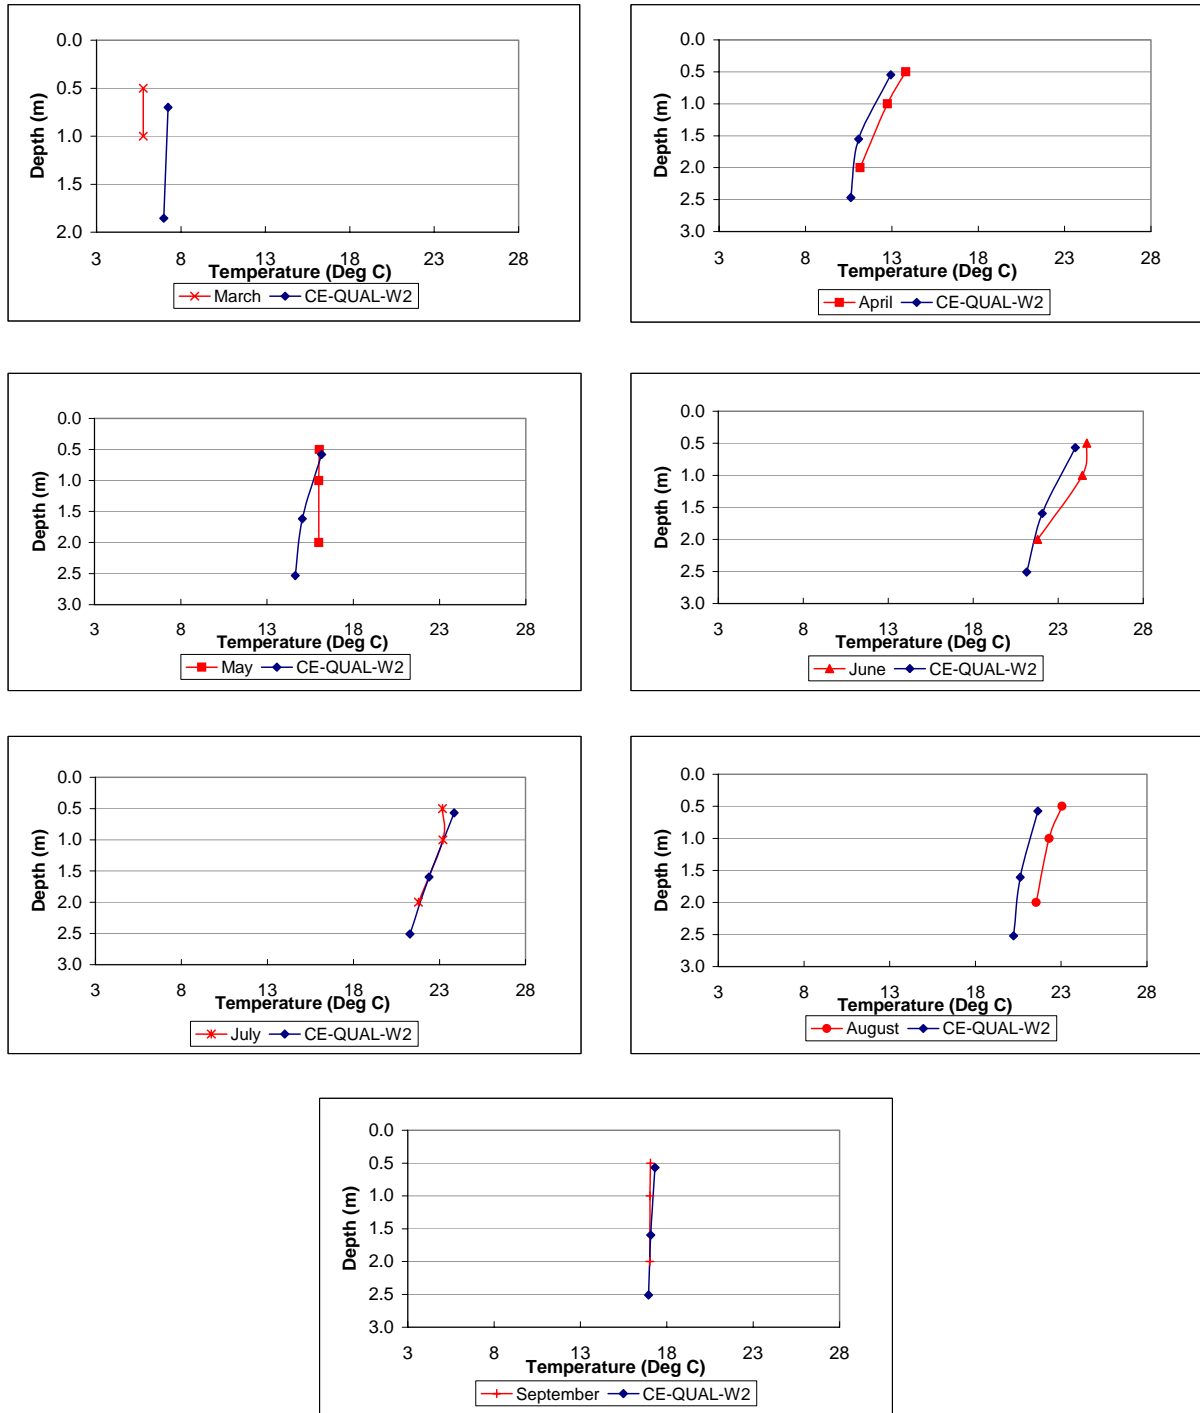 0.0
0.5
1.0
1.5
2.0
Depth (m)
3 8 13 18 23 28
Temperature (Deg C)
March CE-QUAL-W2
0.0
0.5
1.0
1.5
2.0
2.5
3.0
Depth (m)
3 8 13 18 23 28
Temperature (Deg C)
April CE-QUAL-W2
0.0
0.5
1.0
1.5
2.0
2.5
3.0
Depth (m)
3 8 13 18 23 28
Temperature (Deg C)
May CE-QUAL-W2
0.0
0.5
1.0
1.5
2.0
2.5
3.0
Depth (m)
3 8 13 18 23 28
Temperature (Deg C)
June CE-QUAL-W2
0.0
0.5
1.0
1.5
2.0
2.5
3.0
Depth (m)
3 8 13 18 23 28
Temperature (Deg C)
July CE-QUAL-W2
0.0
0.5
1.0
1.5
2.0
2.5
3.0
Depth (m)
3 8 13 18 23 28
Temperature (Deg C)
August CE-QUAL-W2
0.0
0.5
1.0
1.5
2.0
2.5
3.0
Depth (m)
3 8 13 18 23 28
Temperature (Deg C)
September CE-QUAL-W2